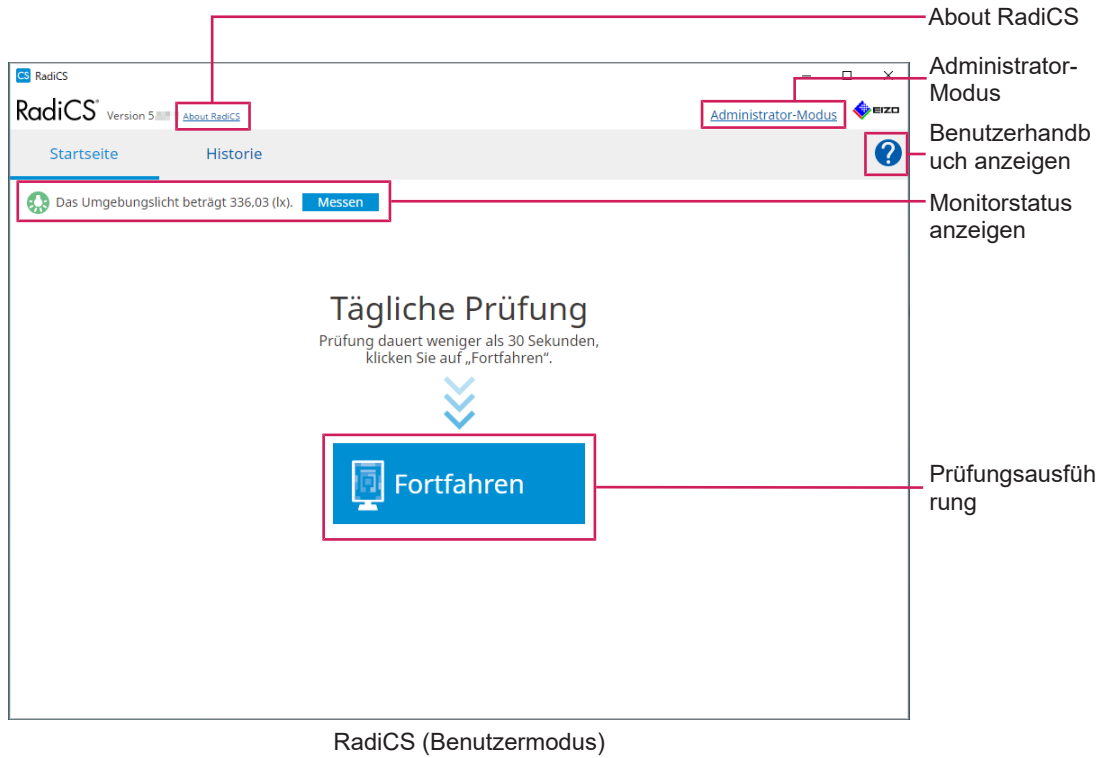 About RadiCS
CS RadiCS
Administrator-
Modus
RadiCS® Version 5. About RadiCS
Administrator-Modus
EIZO
Benutzerhandb
uch anzeigen
Startseite
Historie
?
Das Umgebungslicht beträgt 336,03 (lx). Messen
Monitorstatus
anzeigen
Tägliche Prüfung
Prüfung dauert weniger als 30 Sekunden,
klicken Sie auf „Fortfahren“.
Fortfahren
Prüfungsausfüh
rung
RadiCS (Benutzermodus)